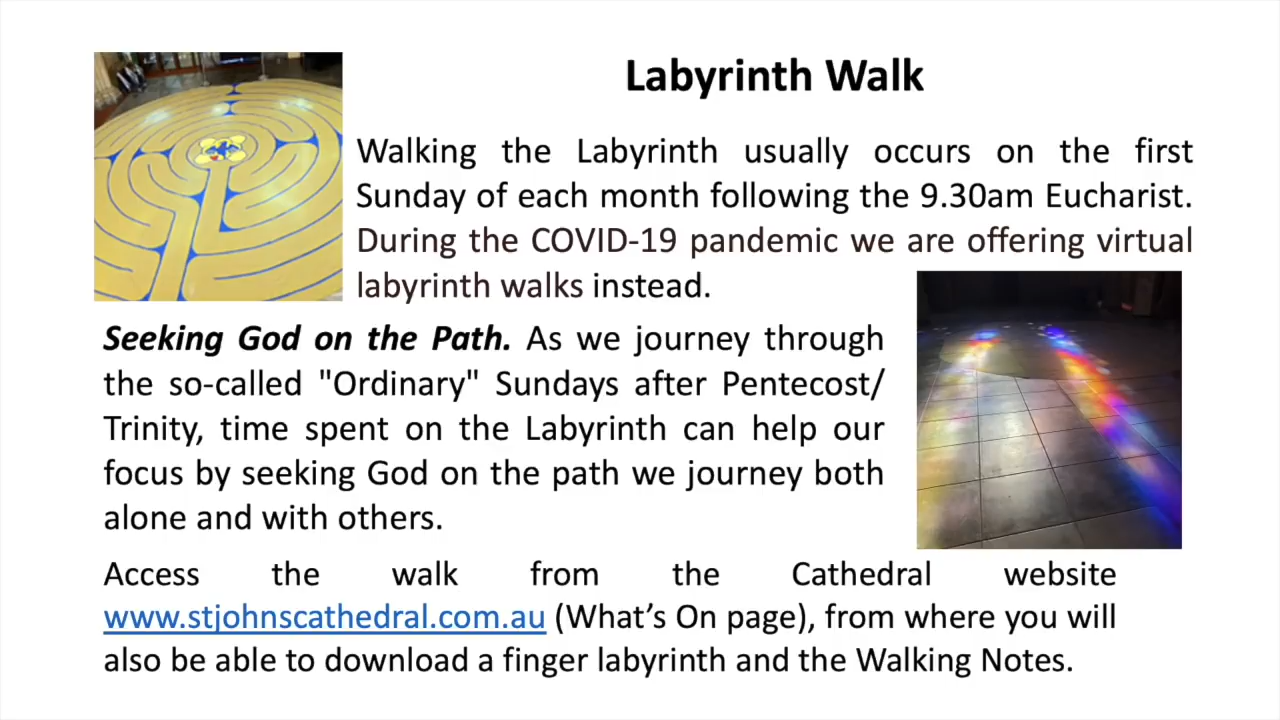 Labyrinth Walk
Walking the Labyrinth usually occurs on the first
Sunday of each month following the 9.30am Eucharist.
During the COVID-19 pandemic we are offering virtual
labyrinth walks instead.
Seeking God on the Path. As we journey through
the so-called "Ordinary" Sundays after Pentecost/
Trinity, time spent on the Labyrinth can help our
focus by seeking God on the path we journey both
alone and with others.
Access the walk from the Cathedral website
www.stjohnscathedral.com.au (What’s On page), from where you will
also be able to download a finger labyrinth and the Walking Notes.